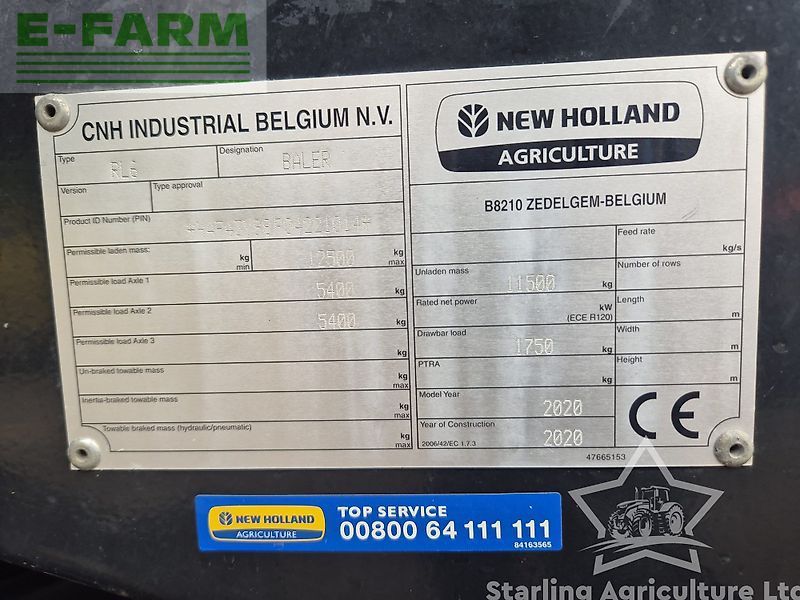 E-FARM
CNH INDUSTRIAL BELGIUM N.V.
Type
RL6
Designation
BALER
Version
Type approval
Product ID Number (PIN)
Permissible laden mass:
kg
min
12500
kg
max
Permissible load Axle 1
5400
kg
Permissible load Axle 2
5400
kg
Permissible load Axle 3
kg
Un-braked towable mass
kg
max
Inertia-braked towable mass
kg
max
Towable braked mass (hydraulic/pneumatic)
kg
max
NEW HOLLAND
AGRICULTURE
B8210 ZEDELGEM-BELGIUM
Feed rate
kg/s
Unladen mass
11500
kg
Number of rows
Rated net power
kW
(ECE R120)
Length
m
Drawbar load
1750
kg
Width
m
PTRA
kg
Height
m
Model Year
2020
Year of Construction
2006/42/EC 1.7.3
2020
CE
47665153
NEW HOLLAND
AGRICULTURE
TOP SERVICE
00800 64 111 111
84163565
Starling Agriculture Ltd